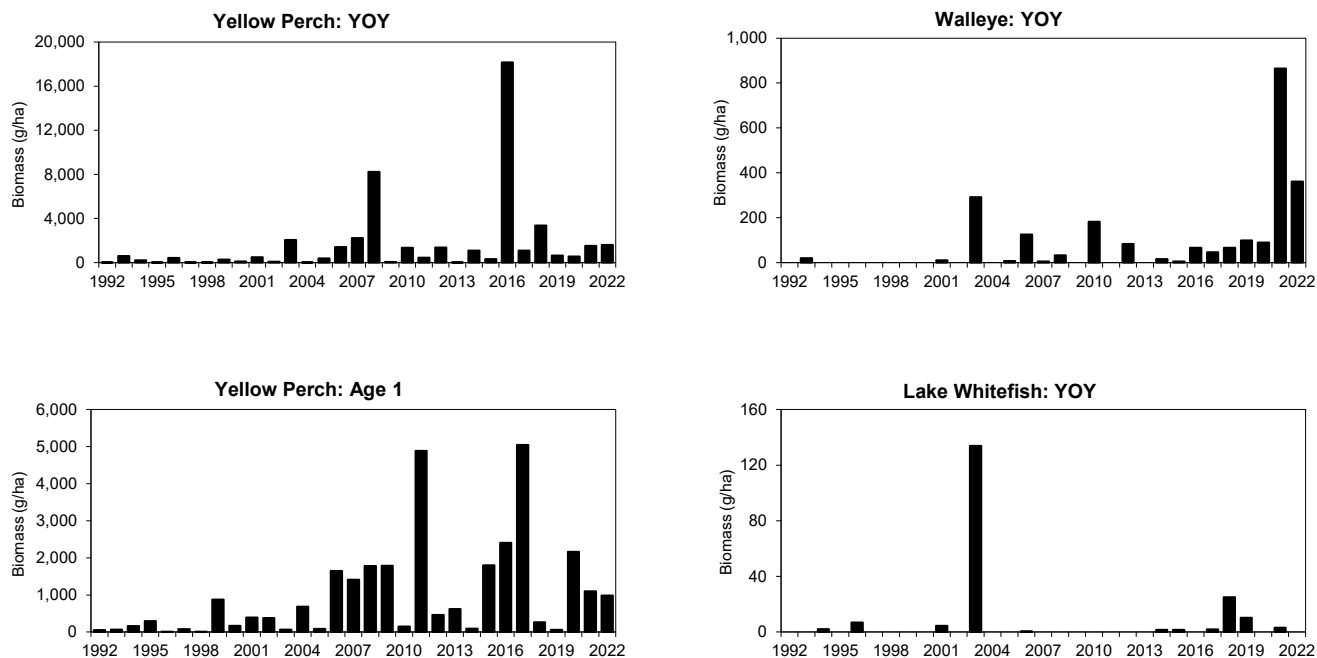 Yellow Perch: YOY
20,000
16,000
12,000
8,000
4,000
0
Biomass (g/ha)
1992 1995 1998 2001 2004 2007 2010 2013 2016 2019 2022
Walleye: YOY
1,000
800
600
400
200
0
Biomass (g/ha)
1992 1995 1998 2001 2004 2007 2010 2013 2016 2019 2022
Yellow Perch: Age 1
6,000
5,000
4,000
3,000
2,000
1,000
0
Biomass (g/ha)
1992 1995 1998 2001 2004 2007 2010 2013 2016 2019 2022
Lake Whitefish: YOY
160
120
80
40
0
Biomass (g/ha)
1992 1995 1998 2001 2004 2007 2010 2013 2016 2019 2022